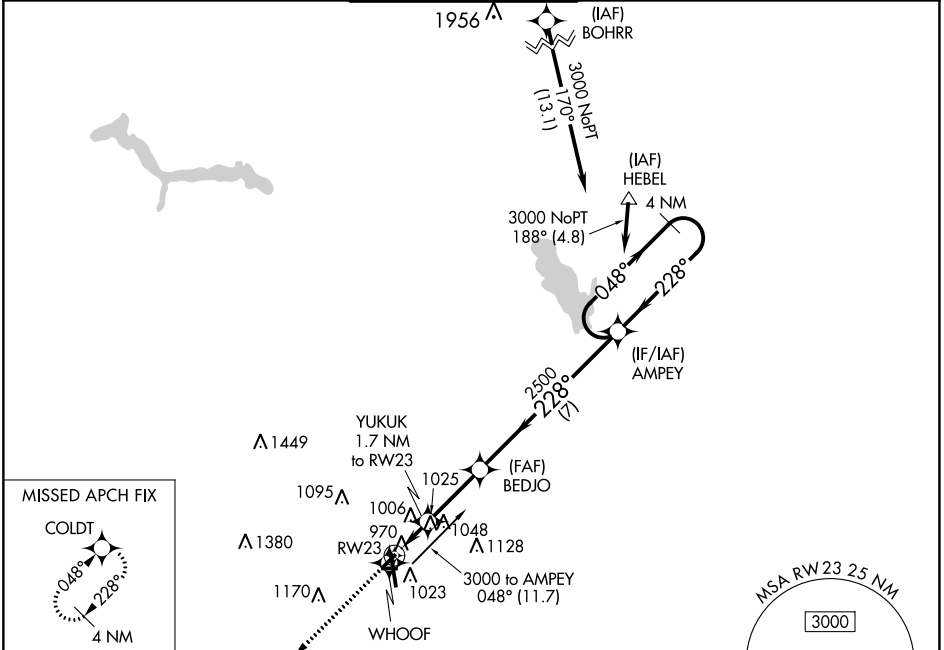 1956
(IAF)
BOHRR
3000 NoPT
170°
(13.1)
(IAF)
HEBEL
4 NM
3000 NoPT
188° (4.8)
048°
228°
(IF/IAF)
AMPEY
2500
228°
(7)
YUKUK
1.7 NM
to RW23
1449
1025
(FAF)
BEDJO
1095
1006
1048
970
1380
RW23
1128
3000 to AMPEY
048° (11.7)
1170
1023
WHOOF
MISSED APCH FIX
COLDT
048°
228°
4 NM
MSA RW23 25 NM
3000